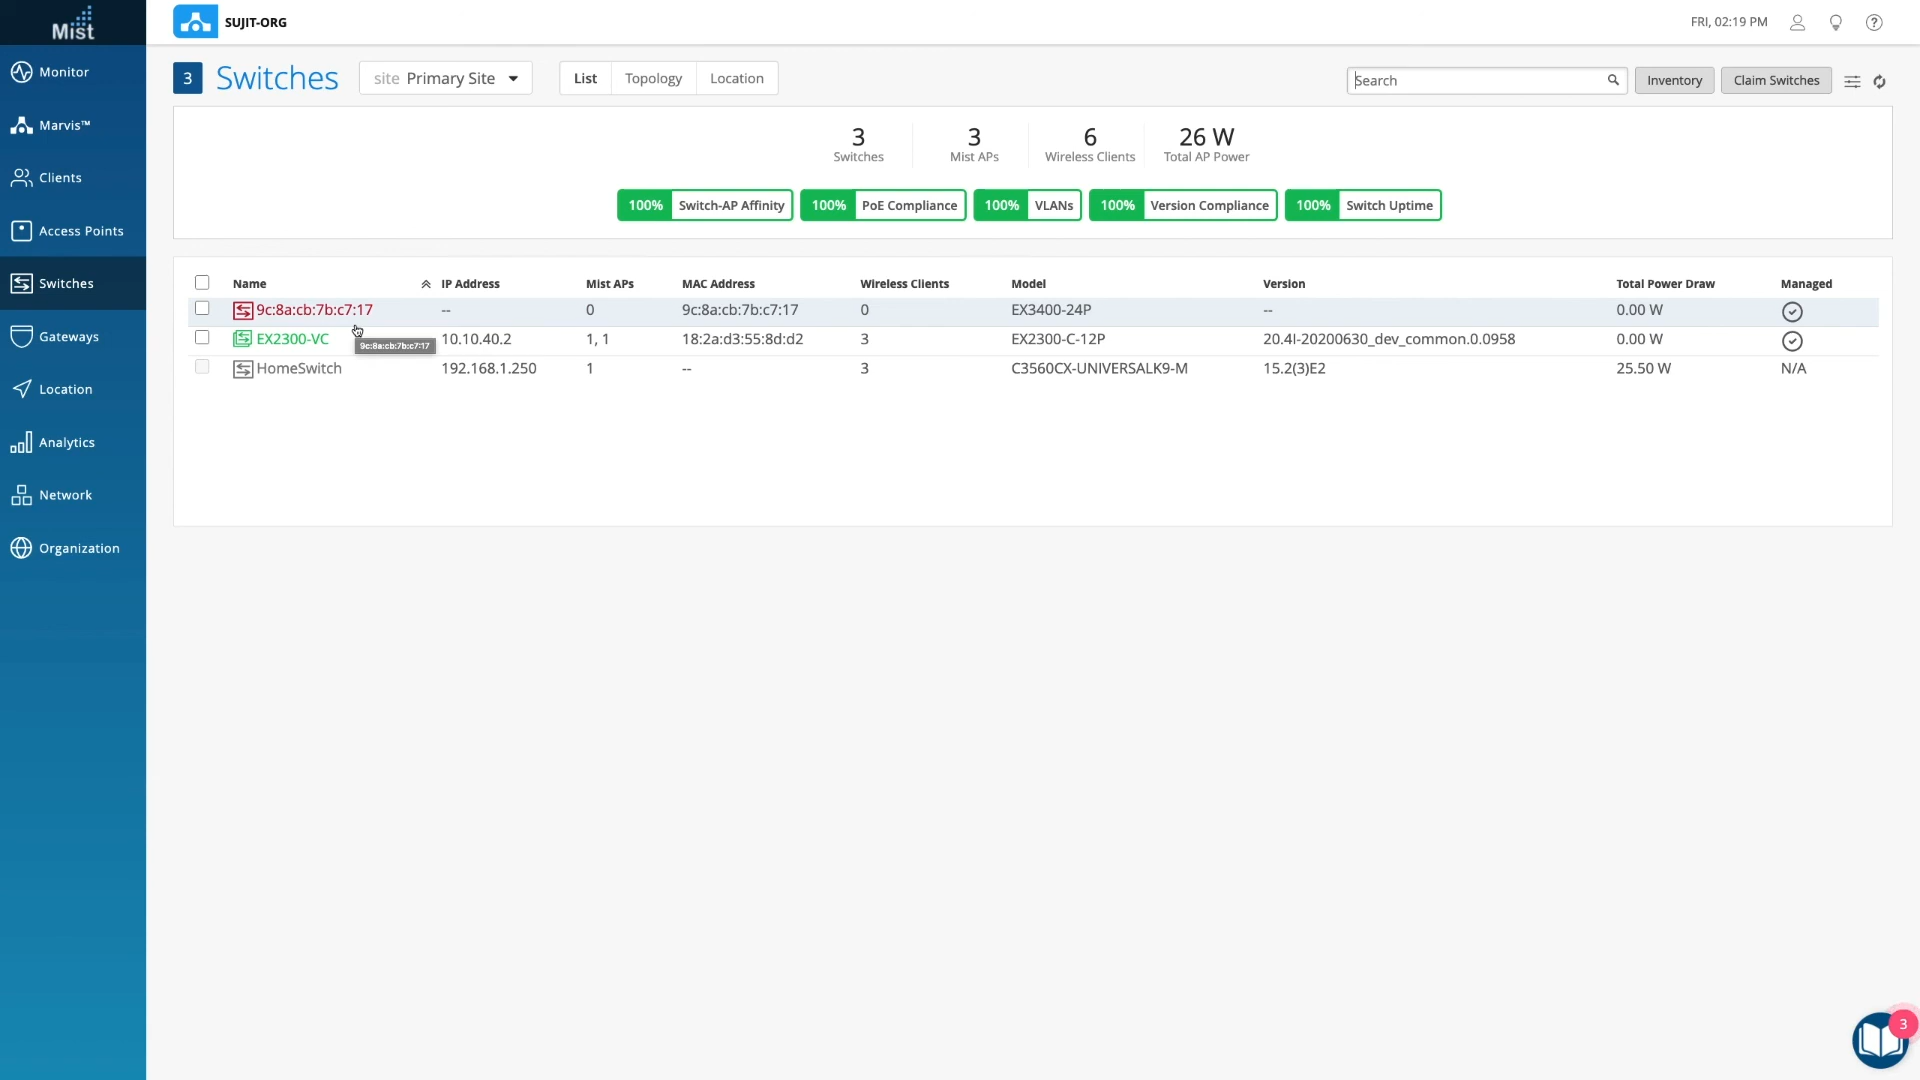 Mist
SUJIT-ORG
FRI, 02:19 PM
Monitor
Marvis™
Clients
Access Points
Switches
Gateways
Location
Analytics
Network
Organization
3 Switches site Primary Site List Topology Location Search Inventory Claim Switches
3 3 6 26 W
Switches Mist APs Wireless Clients Total AP Power
100% Switch-AP Affinity 100% PoE Compliance 100% VLANs 100% Version Compliance 100% Switch Uptime
Name IP Address Mist APs MAC Address Wireless Clients Model Version Total Power Draw Managed
9c:8a:cb:7b:c7:17 -- 0 9c:8a:cb:7b:c7:17 0 EX3400-24P -- 0.00 W
EX2300-VC 10.10.40.2 1, 1 18:2a:d3:55:8d:d2 3 EX2300-C-12P 20.4I-20200630_dev_common.0.0958 0.00 W
9c:8a:cb:7b:c7:17
HomeSwitch 192.168.1.250 1 -- 3 C3560CX-UNIVERSALK9-M 15.2(3)E2 25.50 W N/A
3